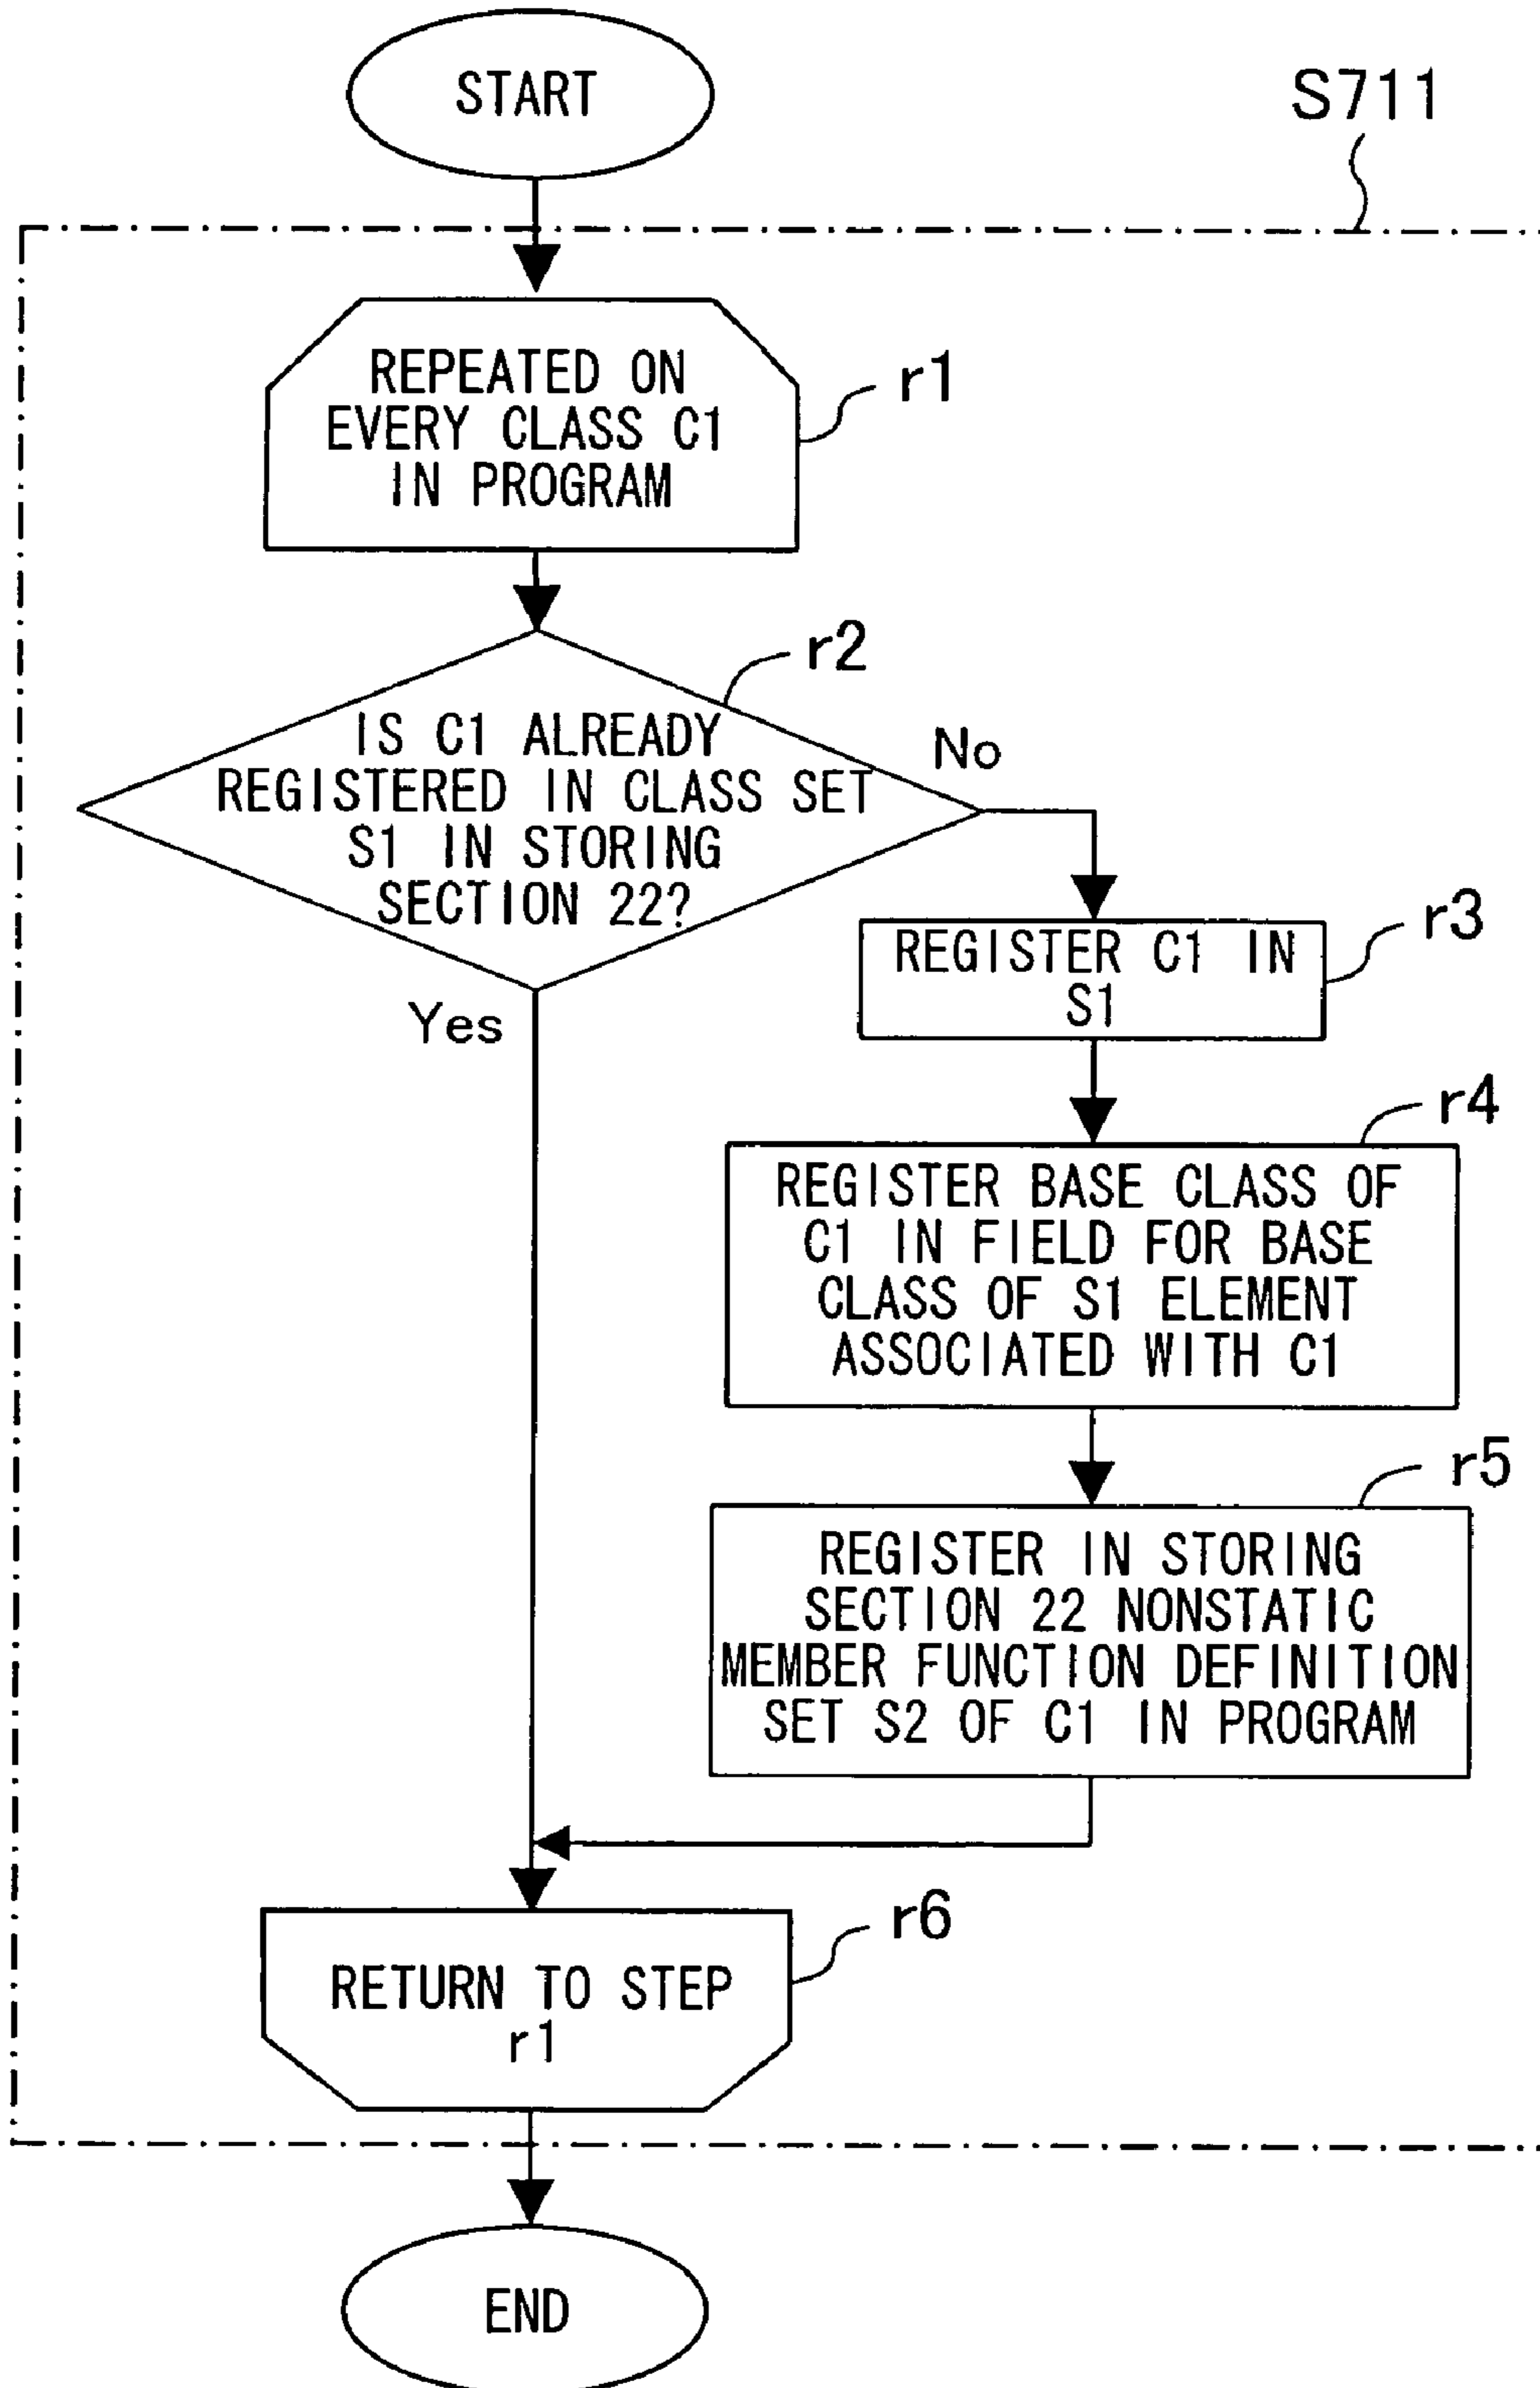 START
S711
REPEATED ON
EVERY CLASS C1
IN PROGRAM
r1
r2
IS C1 ALREADY
REGISTERED IN CLASS SET
S1 IN STORING
SECTION 22?
No
Yes
REGISTER C1 IN
S1
r3
r4
REGISTER BASE CLASS OF
C1 IN FIELD FOR BASE
CLASS OF S1 ELEMENT
ASSOCIATED WITH C1
r5
REGISTER IN STORING
SECTION 22 NONSTATIC
MEMBER FUNCTION DEFINITION
SET S2 OF C1 IN PROGRAM
r6
RETURN TO STEP
r1
END